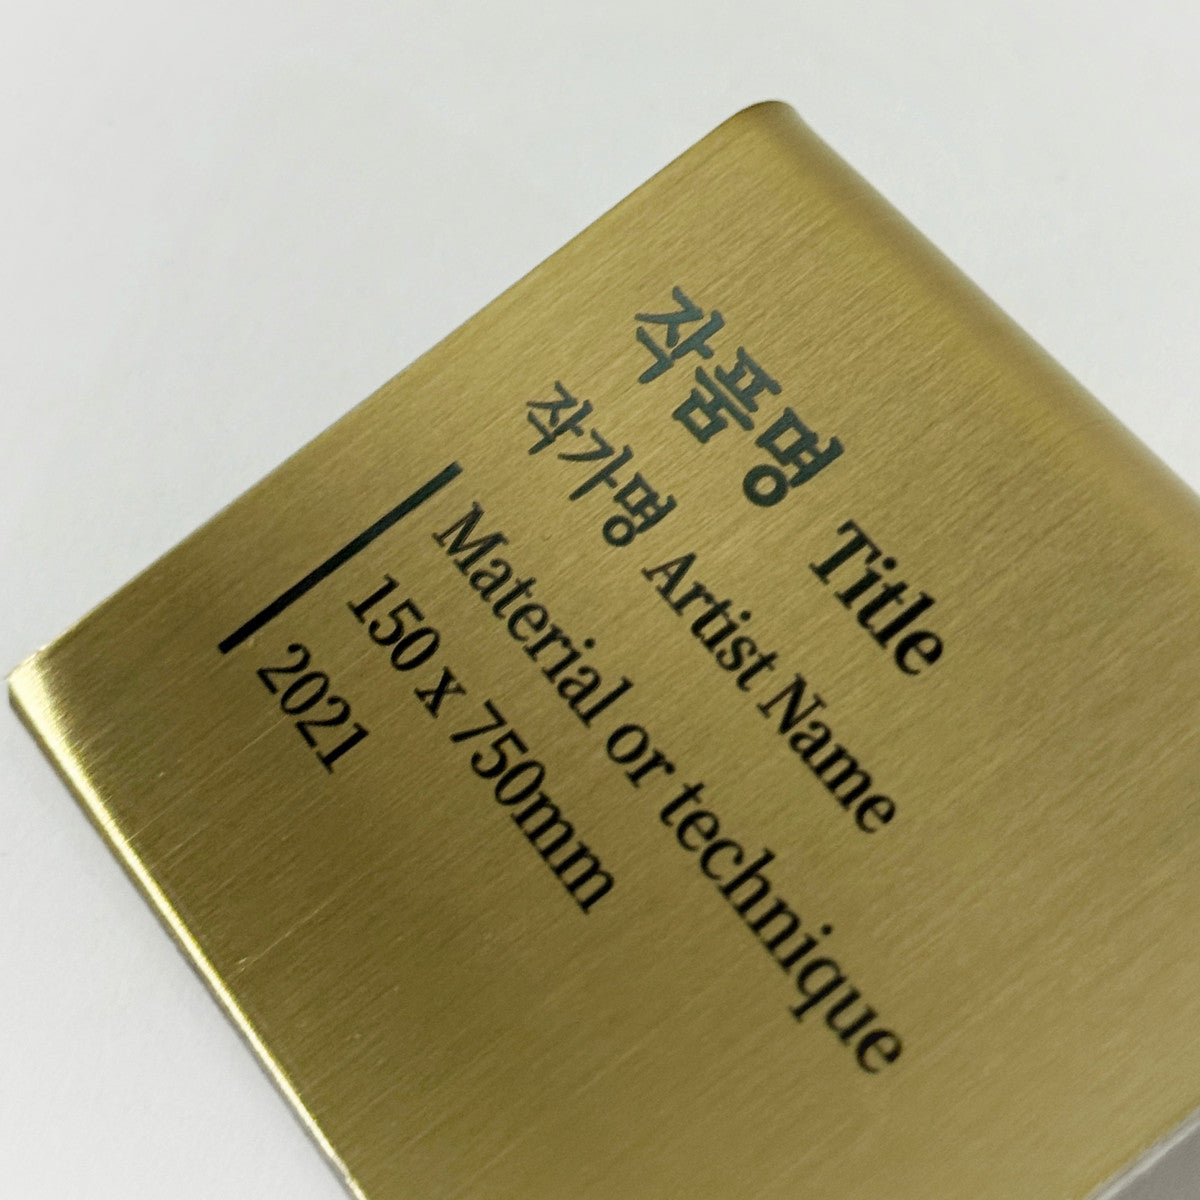 작품명 Title
작가명 Artist Name
Material or technique
150 x 750mm
2021